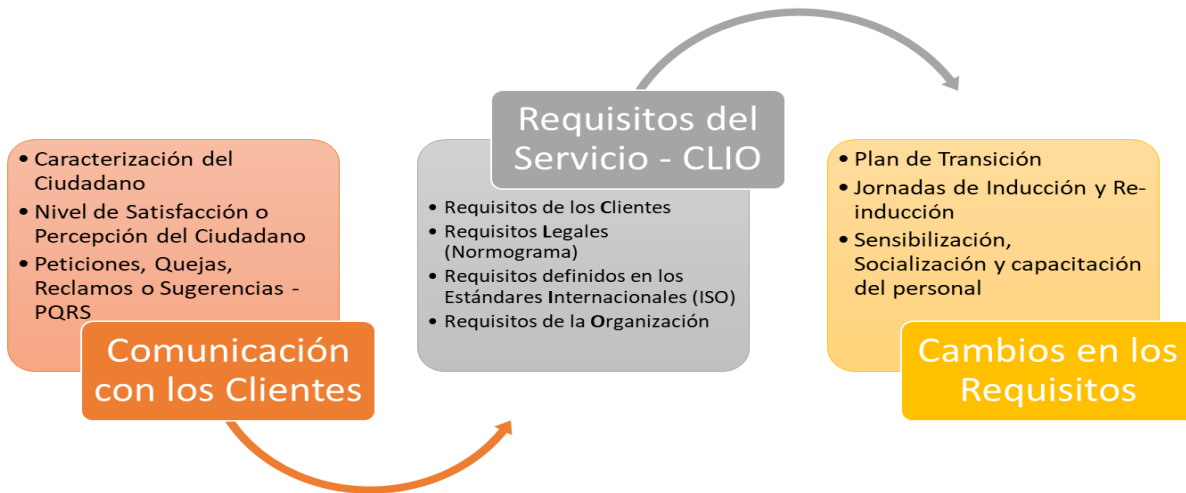 • Caracterización del
Ciudadano
• Nivel de Satisfacción o
Percepción del Ciudadano
• Peticiones, Quejas,
Reclamos o Sugerencias -
PQRS
Comunicación
con los Clientes
Requisitos del
Servicio - CLIO
• Requisitos de los Clientes
• Requisitos Legales
(Normograma)
• Requisitos definidos en los
Estándares Internacionales (ISO)
• Requisitos de la Organización
• Plan de Transición
• Jornadas de Inducción y Re-
inducción
• Sensibilización,
Socialización y capacitación
del personal
Cambios en los
Requisitos